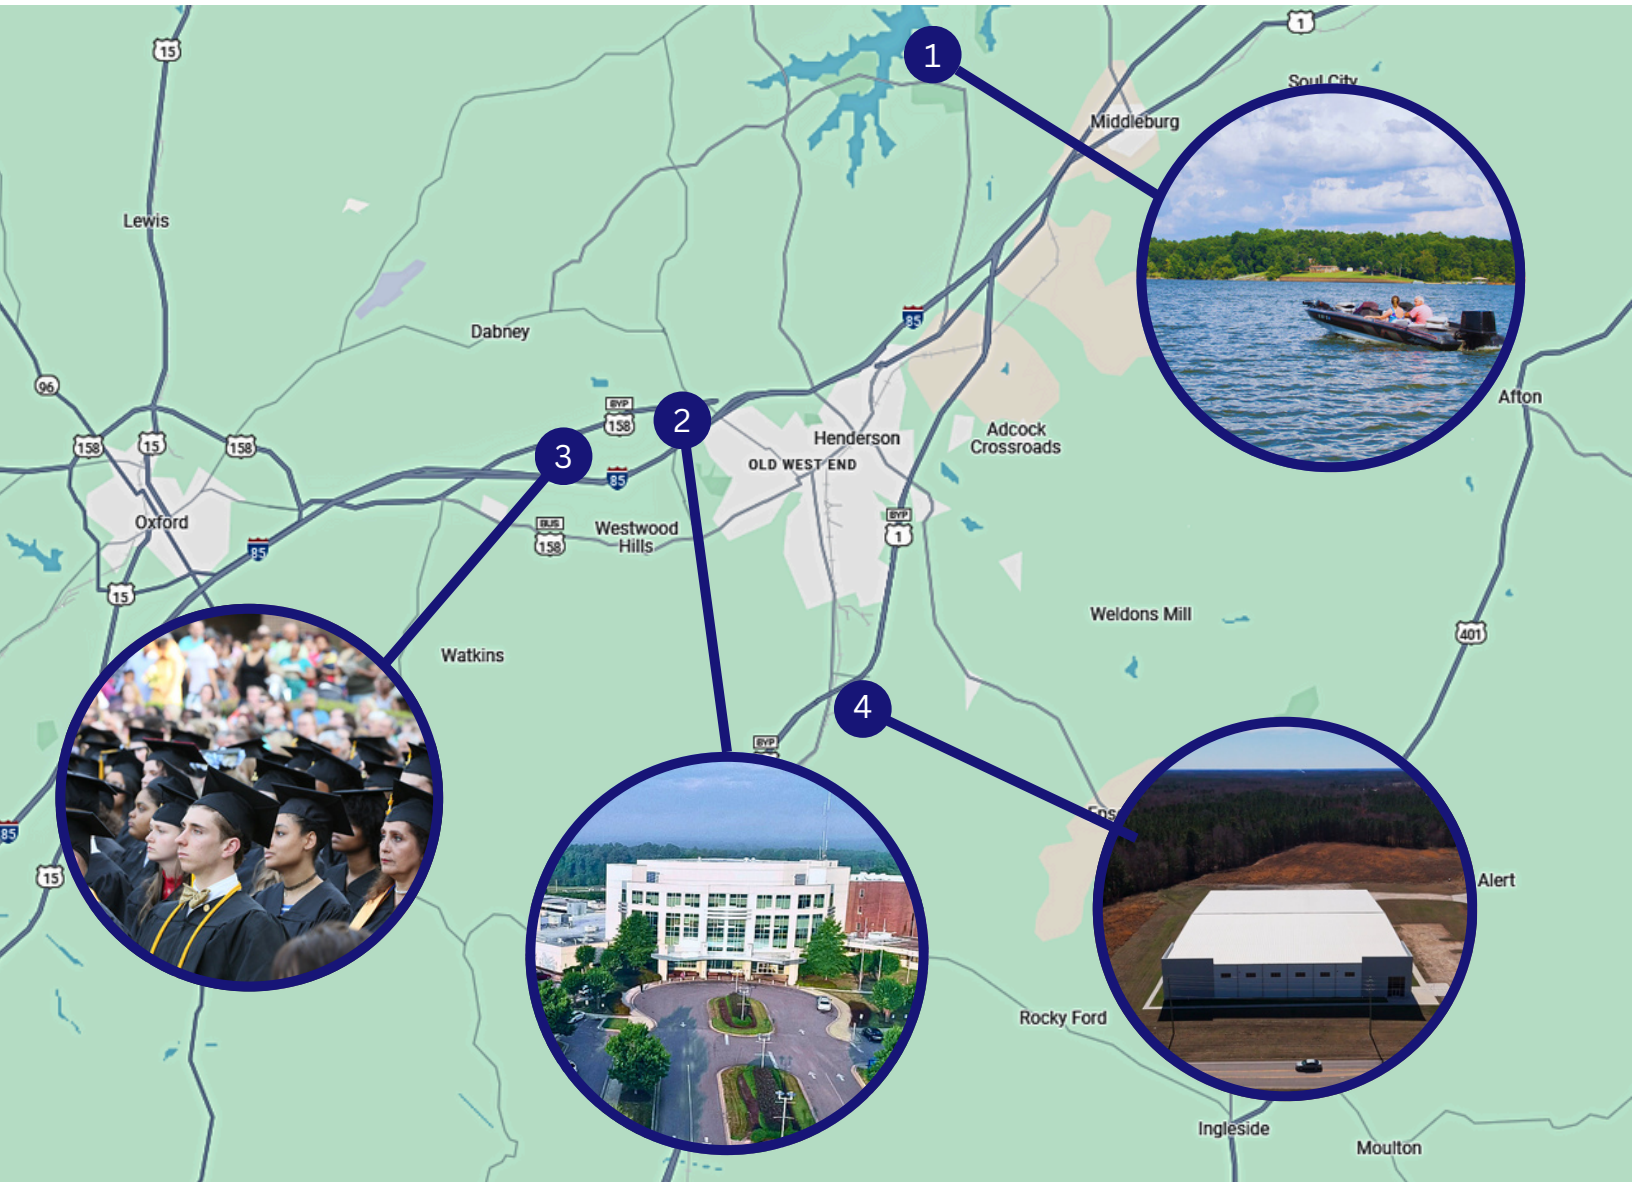 1
1
15
Soul City
Middleburg
Lewis
85
Dabney
96
Afton
BYP
158
2
Henderson
Adcock
Crossroads
158
15
158
3
OLD WEST END
85
Oxford
BUS
158
Westwood
Hills
BYP
1
85
15
Weldons Mill
401
Watkins
4
BYP
85
15
Alert
Rocky Ford
Ingleside
Moulton